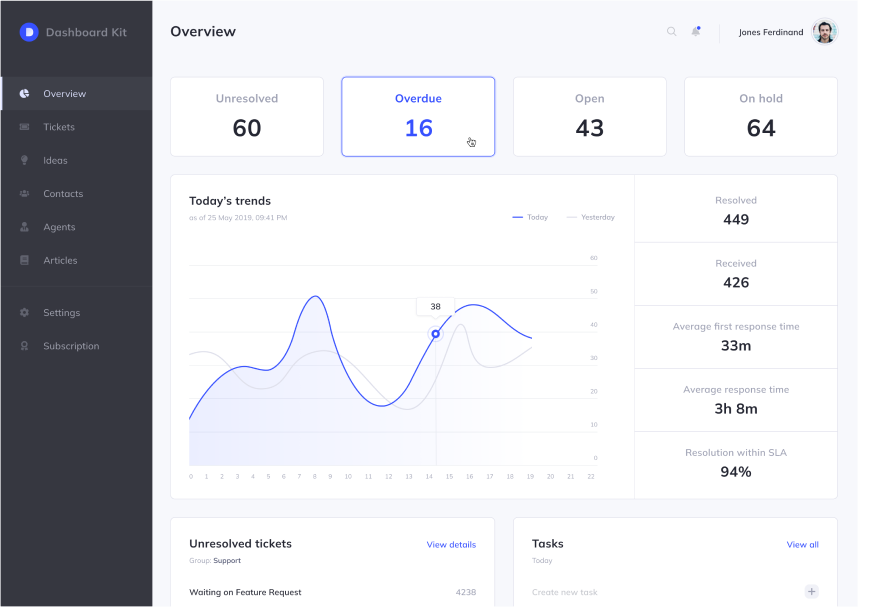 Dashboard Kit
Overview
Tickets
Ideas
Contacts
Agents
Articles
Settings
Subscription
Overview
Jones Ferdinand
Unresolved
60
Overdue
16
Open
43
On hold
64
Today’s trends
as of 25 May 2019, 09:41 PM
Today
Yesterday
60
50
40
30
20
10
0
38
0 1 2 3 4 5 6 7 8 9 10 11 12 13 14 15 16 17 18 19 20 21 22
Resolved
449
Received
426
Average first response time
33m
Average response time
3h 8m
Resolution within SLA
94%
Unresolved tickets
View details
Group: Support
Waiting on Feature Request 4238
Tasks
View all
Today
Create new task